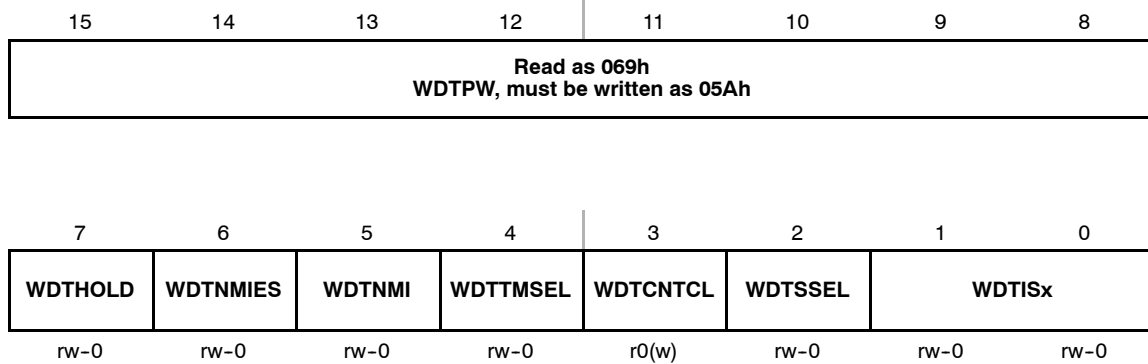 15 14 13 12 11 10 9 8
Read as 069h
WDTPW, must be written as 05Ah
7 6 5 4 3 2 1 0
WDTHOLD WDTNMIES WDTNMI WDTTMSEL WDTCNTCL WDTSSEL WDTISx
rw-0 rw-0 rw-0 rw-0 r0(w) rw-0 rw-0 rw-0